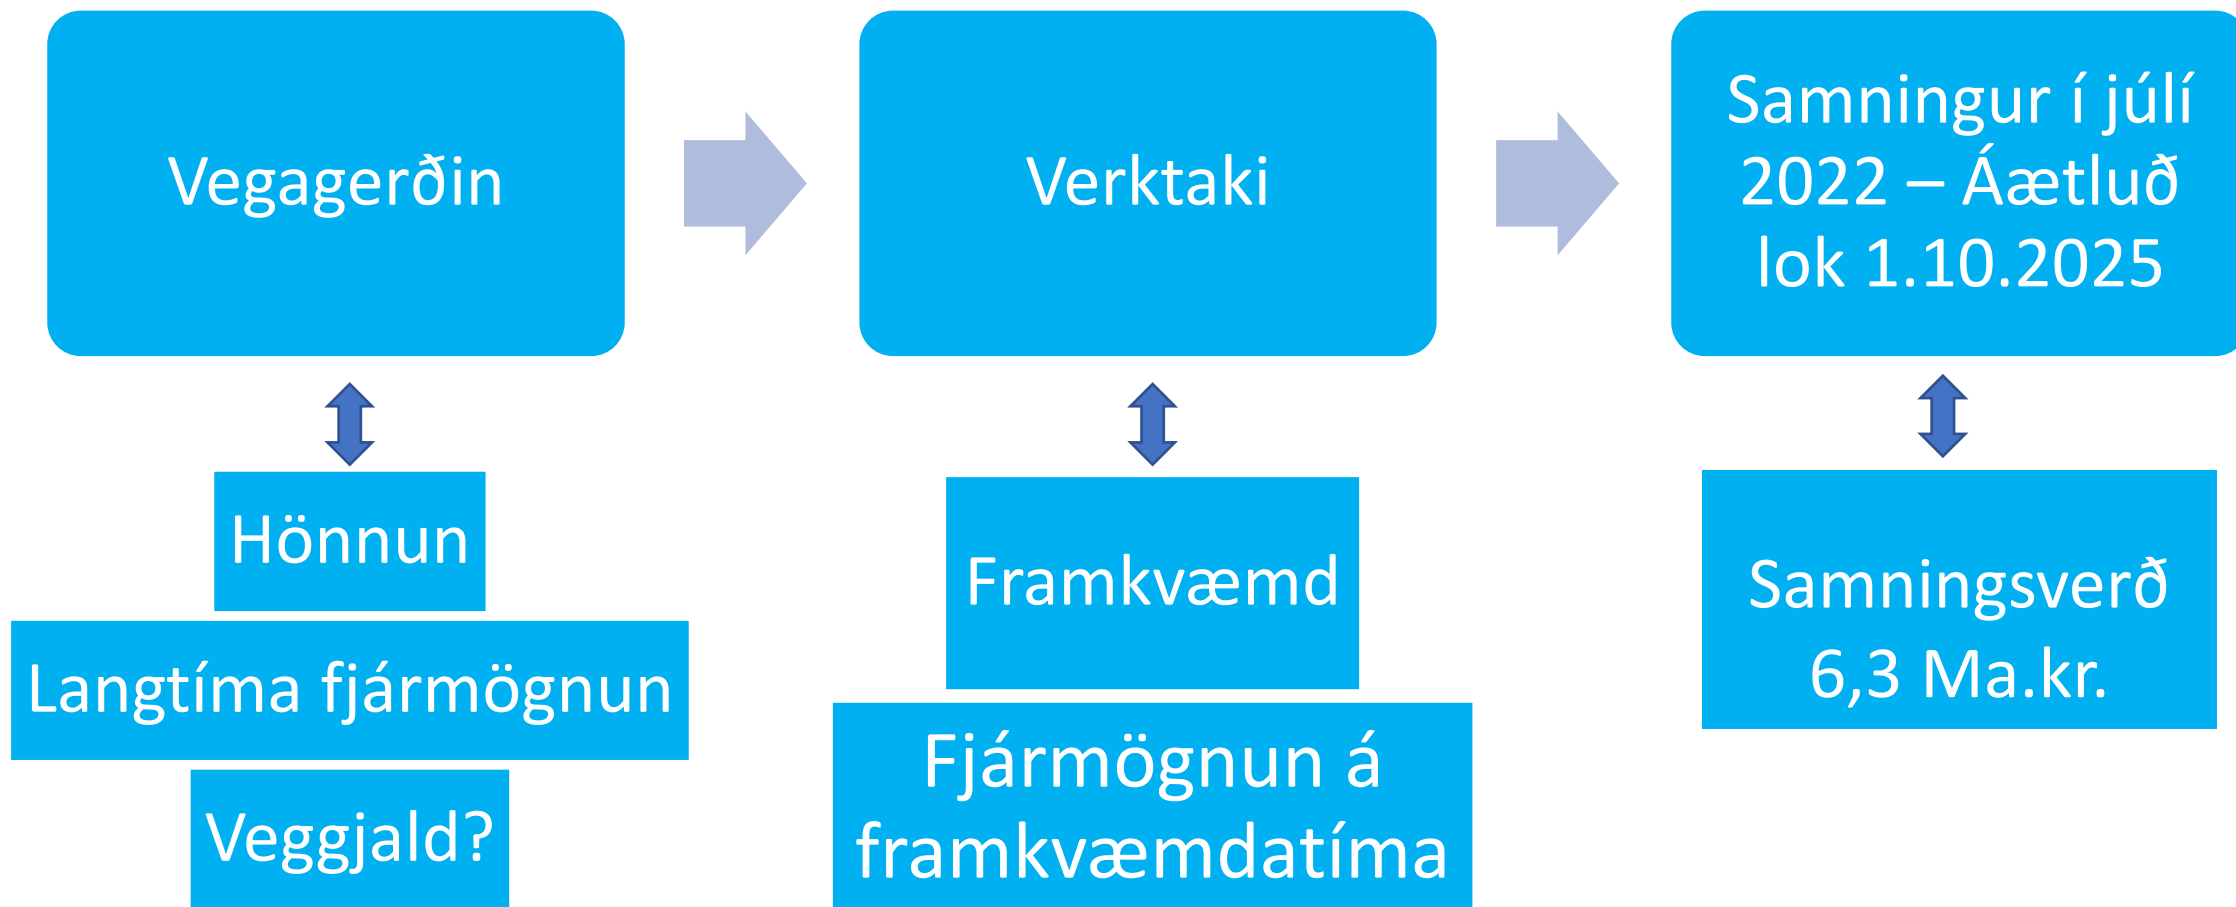 Vegagerðin
Verktaki
Samningur í júlí
2022 – Áætluð
lok 1.10.2025
Hönnun
Langtíma fjármögnun
Veggjald?
Framkvæmd
Fjármögnun á
framkvæmdatíma
Samningsverð
6,3 Ma.kr.